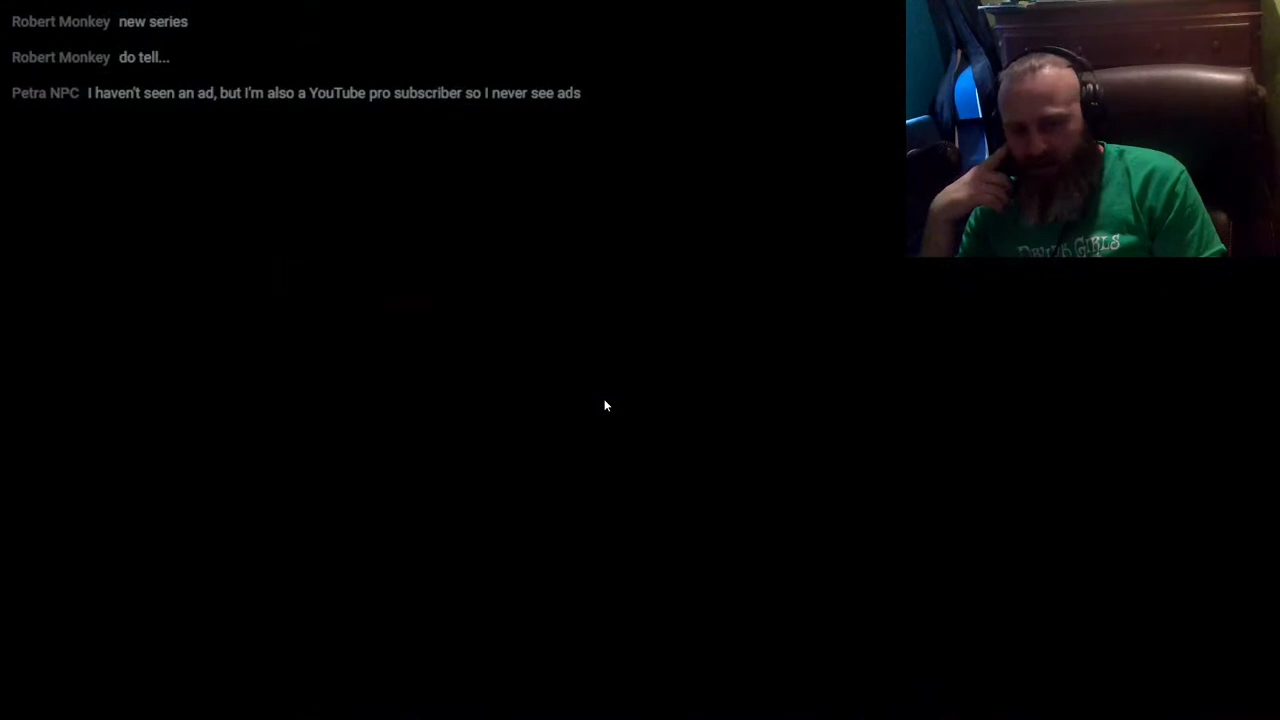 Robert Monkey new series
Robert Monkey do tell...
Petra NPC I haven't seen an ad, but I'm also a YouTube pro subscriber so I never see ads
GIRLS